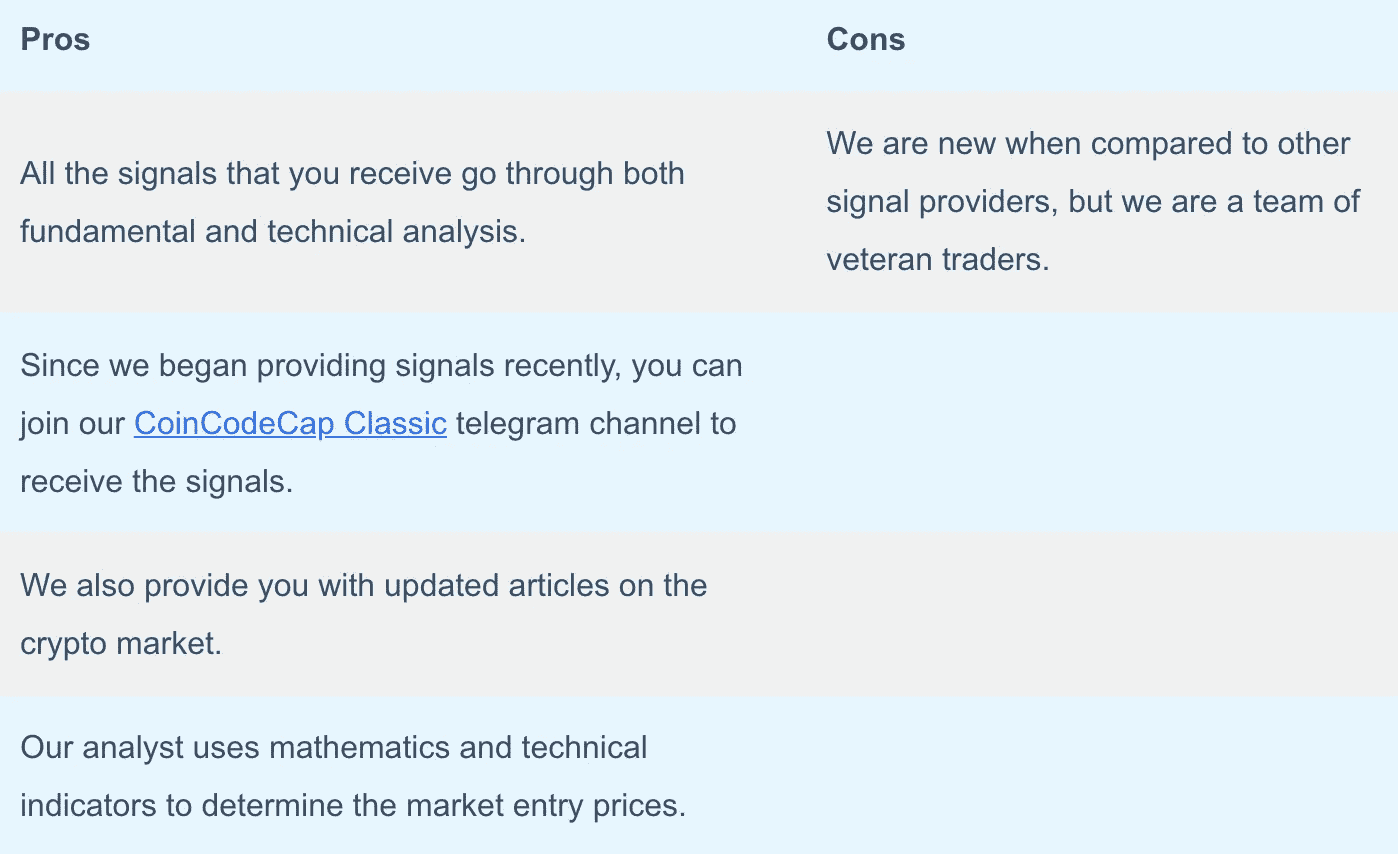 Pros
Cons
All the signals that you receive go through both
fundamental and technical analysis.
We are new when compared to other
signal providers, but we are a team of
veteran traders.
Since we began providing signals recently, you can
join our CoinCodeCap Classic telegram channel to
receive the signals.
We also provide you with updated articles on the
crypto market.
Our analyst uses mathematics and technical
indicators to determine the market entry prices.